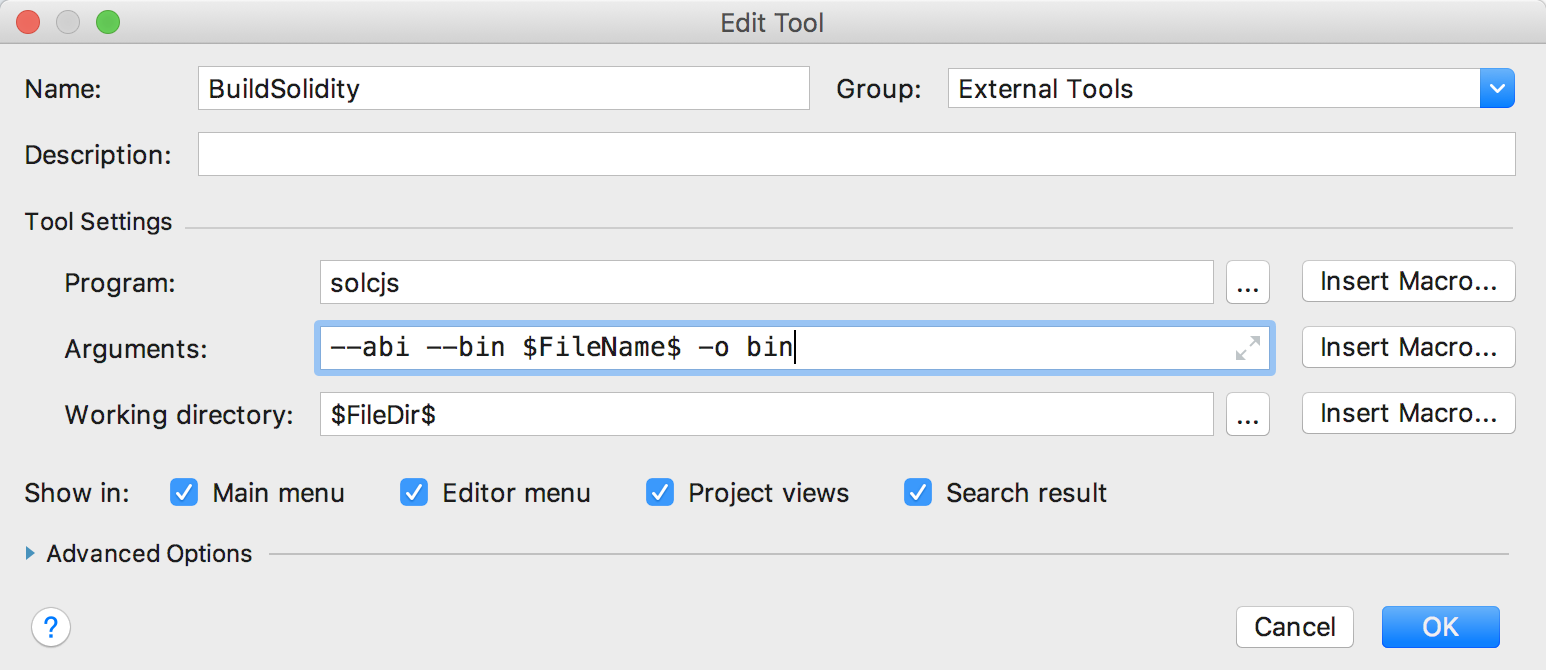 Edit Tool
Name: BuildSolidity Group: External Tools
Description:
Tool Settings
Program: solcjs ... Insert Macro...
Arguments: --abi --bin $FileName$ -o bin Insert Macro...
Working directory: $FileDir$ ... Insert Macro...
Show in: Main menu Editor menu Project views Search result
Advanced Options
? Cancel OK